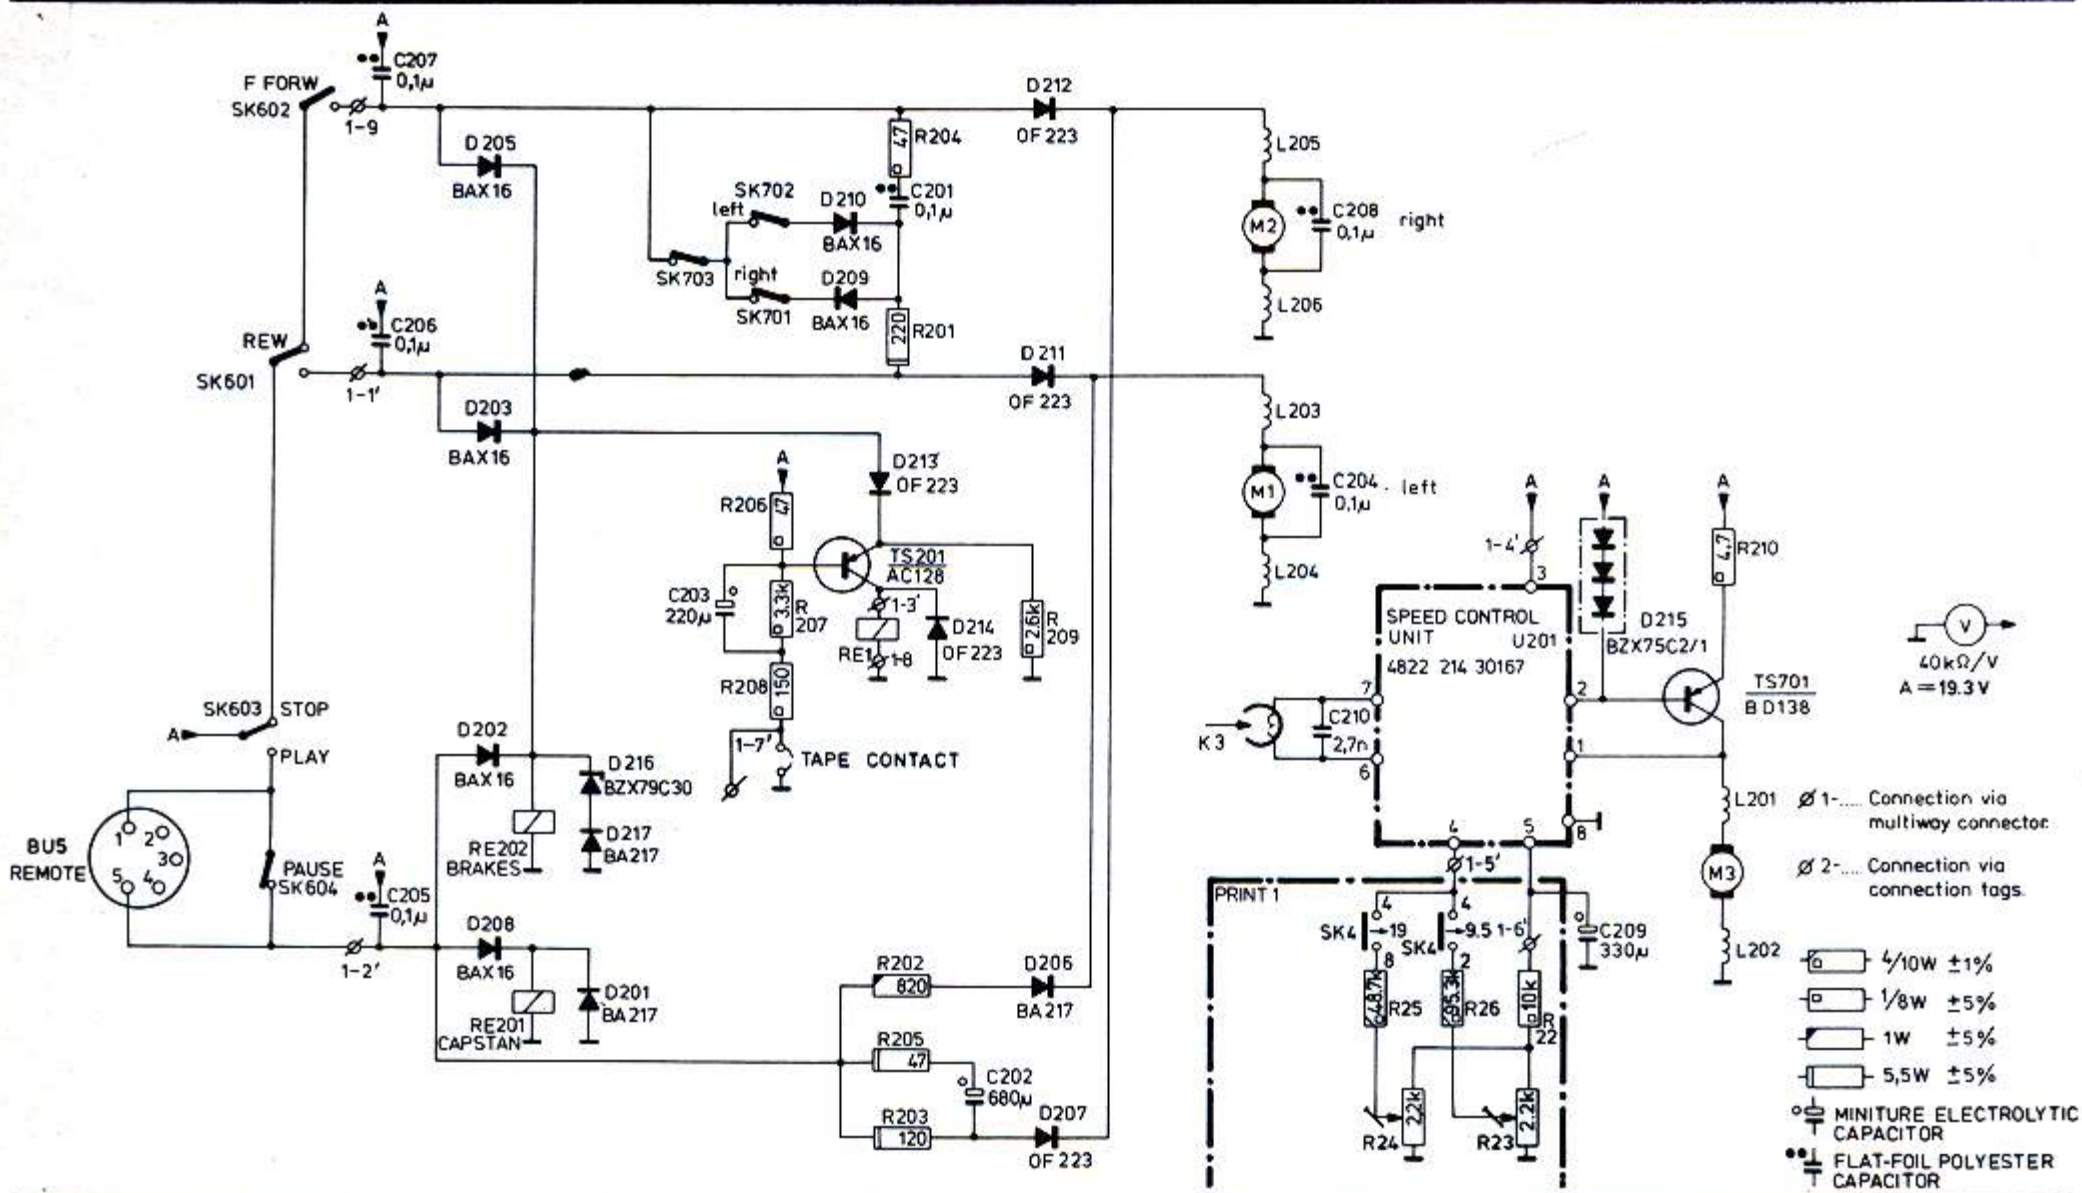 A
C207
0,1µ
F FORW
SK602
1-9
D205
BAX16
D212
OF 223
47
R204
C201
0,1µ
SK702
left
D210
BAX16
SK703
right
SK701
D209
BAX16
220
R201
L205
M2
C208
0,1µ
right
L206
A
C206
0,1µ
REW
SK601
1-1'
D203
BAX16
D211
OF 223
L203
M1
C204
0,1µ
left
L204
A
R206
47
D213
OF 223
TS201
AC128
C203
220µ
3.3k
R
207
1-3'
RE1
1-8
D214
OF 223
2.6k
R
209
R208
150
1-7'
TAPE CONTACT
SK603
STOP
A
PLAY
D202
BAX16
D216
BZX79C30
D217
BA217
RE202
BRAKES
BU5
REMOTE
1
2
3
4
5
PAUSE
SK604
A
C205
0,1µ
1-2'
D208
BAX16
D201
BA217
RE201
CAPSTAN
R202
820
D206
BA217
R205
47
C202
680µ
R203
120
D207
OF 223
A
1-4'
3
A
D215
BZX75C2/1
A
4.7
R210
SPEED CONTROL
UNIT U201
4822 214 30167
7
6
2
1
8
4
5
K3
C210
2,7n
TS701
BD138
L201
M3
L202
1-5'
PRINT 1
4
SK4
19
8
4
SK4
9.5
2
1-6'
C209
330µ
48.7k
R25
95.3k
R26
10k
R
22
R24
22k
R23
2.2k
V
40kΩ/V
A = 19.3 V
1-.... Connection via
multiway connector.
2-.... Connection via
connection tags.
4/10W ±1%
1/8W ±5%
1W ±5%
5,5W ±5%
MINITURE ELECTROLYTIC
CAPACITOR
FLAT-FOIL POLYESTER
CAPACITOR